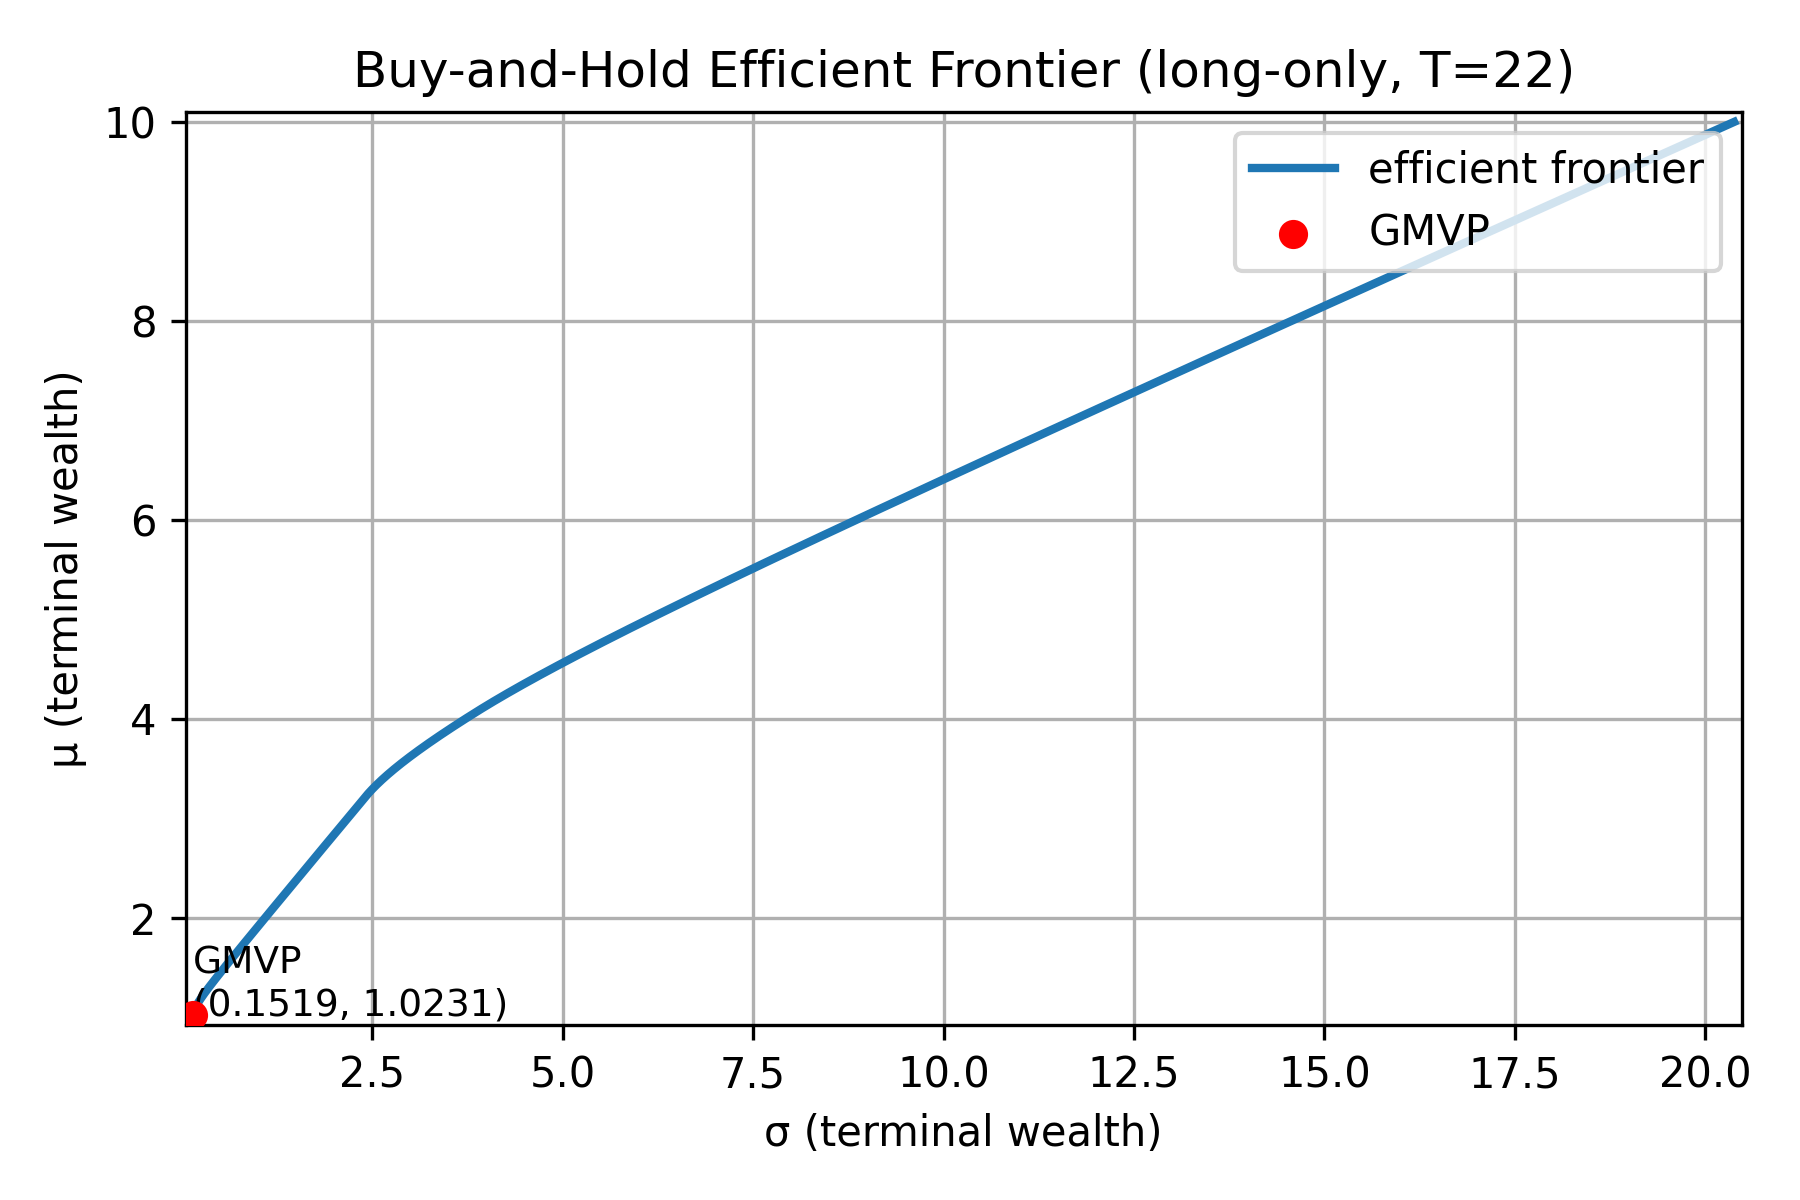 Buy-and-Hold Efficient Frontier (long-only, T=22)
10
8
6
4
2
μ (terminal wealth)
efficient frontier
GMVP
GMVP
(0.1519, 1.0231)
2.5 5.0 7.5 10.0 12.5 15.0 17.5 20.0
σ (terminal wealth)